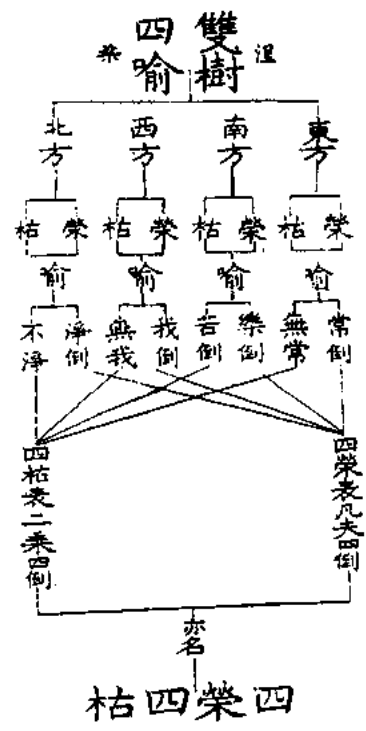 涅槃
雙樹四喻
東方 南方 西方 北方
榮 枯 榮 枯 榮 枯 榮 枯
喻 喻 喻 喻
常倒 無常 樂倒 苦倒 我倒 無我 淨倒 不淨
四榮表凡夫四倒
四枯表二乘四倒
亦名
四榮四枯